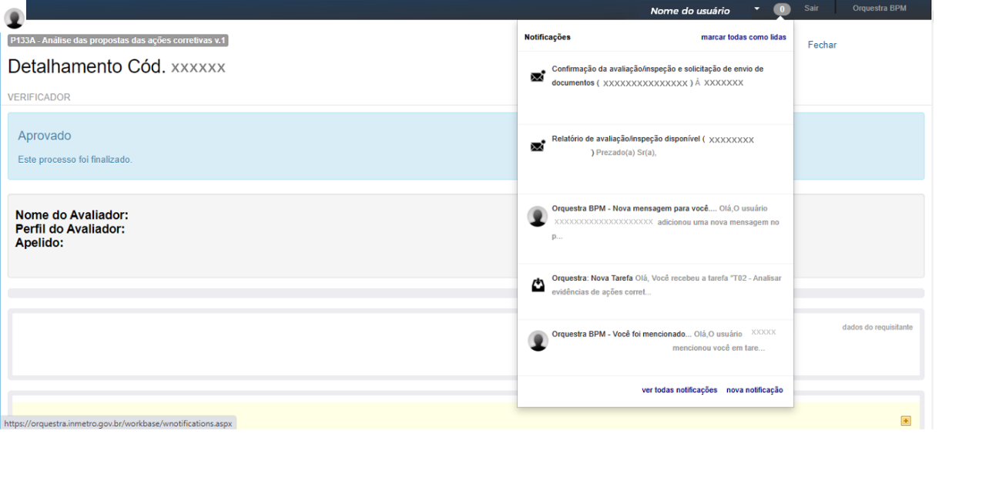 Nome do usuário
0
Sair
Orquestra BPM
P133A - Análise das propostas das ações corretivas v.1
Detalhamento Cód. xxxxxx
VERIFICADOR
Fechar
Aprovado
Este processo foi finalizado.
Nome do Avaliador:
Perfil do Avaliador:
Apelido:
dados do requisitante
Notificações
marcar todas como lidas
Confirmação da avaliação/inspeção e solicitação de envio de
documentos ( XXXXXXXXXXXXXXX ) À XXXXXXX
Relatório de avaliação/inspeção disponível ( XXXXXXXX
) Prezado(a) Sr(a),
Orquestra BPM - Nova mensagem para você.... Olá,O usuário
XXXXXXXXXXXXXXXXXXXX adicionou uma nova mensagem no
p...
Orquestra: Nova Tarefa Olá, Você recebeu a tarefa "T02 - Analisar
evidências de ações corret...
Orquestra BPM - Você foi mencionado... Olá,O usuário XXXXX
mencionou você em tare...
ver todas notificações
nova notificação
https://orquestra.inmetro.gov.br/workbase/wnotifications.aspx